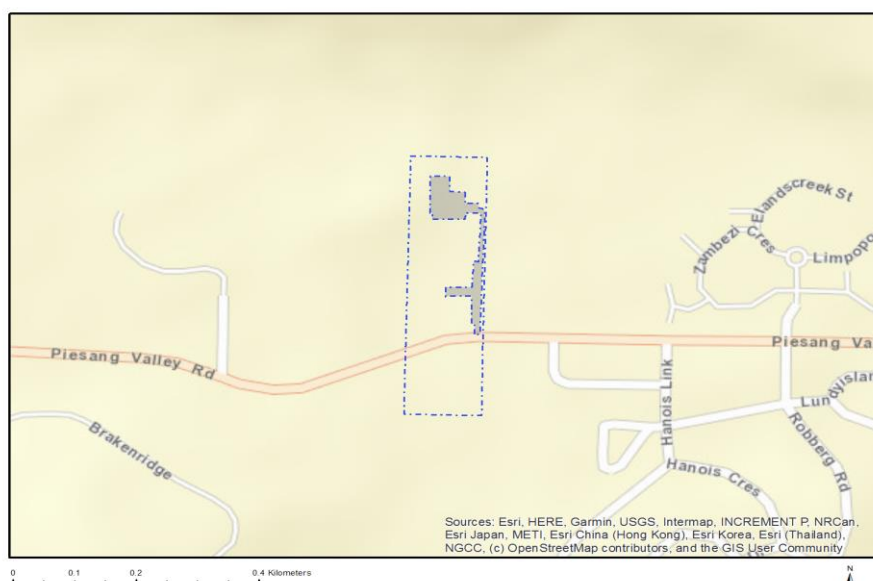 Elandscreek St
Zambezi Cres
Limpopo
Piesang Valley Rd
Piesang Va
Hanois Link
Lundyislan
Brakenridge
Robberg Rd
Hanois Cres
Sources: Esri, HERE, Garmin, USGS, Intermap, INCREMENT P, NRCan,
Esri Japan, METI, Esri China (Hong Kong), Esri Korea, Esri (Thailand),
NGCC, (c) OpenStreetMap contributors, and the GIS User Community
0 0.1 0.2 0.4 Kilometers
N